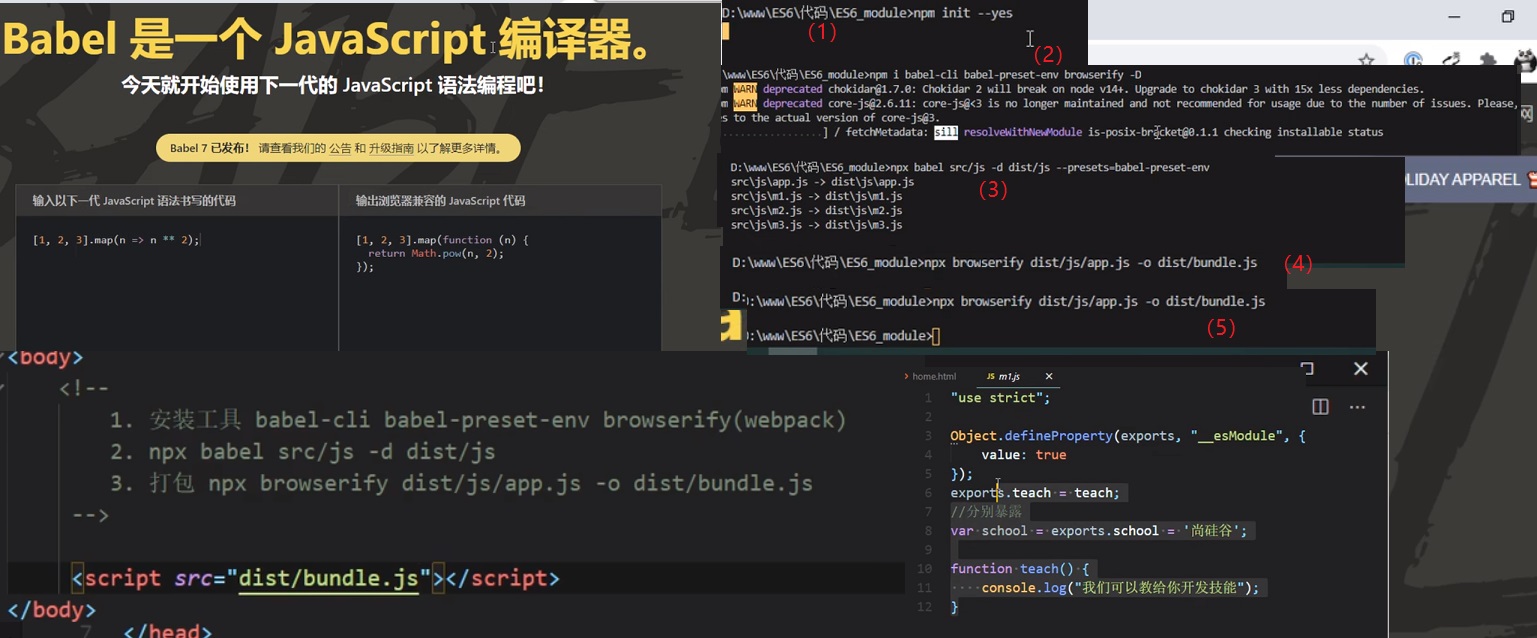 Babel 是一个 JavaScript 编译器。
今天就开始使用下一代的 JavaScript 语法编程吧！
Babel 7 已发布！ 请查看我们的 公告 和 升级指南 以了解更多详情。
输入以下一代 JavaScript 语法书写的代码
输出浏览器兼容的 JavaScript 代码
[1, 2, 3].map(n => n ** 2);
[1, 2, 3].map(function (n) {
return Math.pow(n, 2);
});
D:\www\ES6\代码\ES6_module>npm init --yes
(1)
(2)
\www\ES6\代码\ES6_module>npm i babel-cli babel-preset-env browserify -D
m WARN deprecated chokidar@1.7.0: Chokidar 2 will break on node v14+. Upgrade to chokidar 3 with 15x less dependencies.
m WARN deprecated core-js@2.6.11: core-js@<3 is no longer maintained and not recommended for usage due to the number of issues. Please,
s to the actual version of core-js@3.
.................] / fetchMetadata: sill resolveWithNewModule is-posix-bracket@0.1.1 checking installable status
D:\www\ES6\代码\ES6_module>npx babel src/js -d dist/js --presets=babel-preset-env
src\js\app.js -> dist\js\app.js
(3)
src\js\m1.js -> dist\js\m1.js
src\js\m2.js -> dist\js\m2.js
src\js\m3.js -> dist\js\m3.js
LIDAY APPAREL
D:\www\ES6\代码\ES6_module>npx browserify dist/js/app.js -o dist/bundle.js
(4)
D:
:\www\ES6\代码\ES6_module>npx browserify dist/js/app.js -o dist/bundle.js
(5)
:\www\ES6\代码\ES6_module>
<body>
<!--
1. 安装工具 babel-cli babel-preset-env browserify(webpack)
2. npx babel src/js -d dist/js
3. 打包 npx browserify dist/js/app.js -o dist/bundle.js
-->
<script src="dist/bundle.js"></script>
</body>
7 </head>
home.html
JS m1.js
1 "use strict";
2
3 Object.defineProperty(exports, "__esModule", {
4 value: true
5 });
6 exports.teach = teach;
7 //分别暴露
8 var school = exports.school = '尚硅谷';
9
10 function teach() {
11 console.log("我们可以教给你开发技能");
12 }